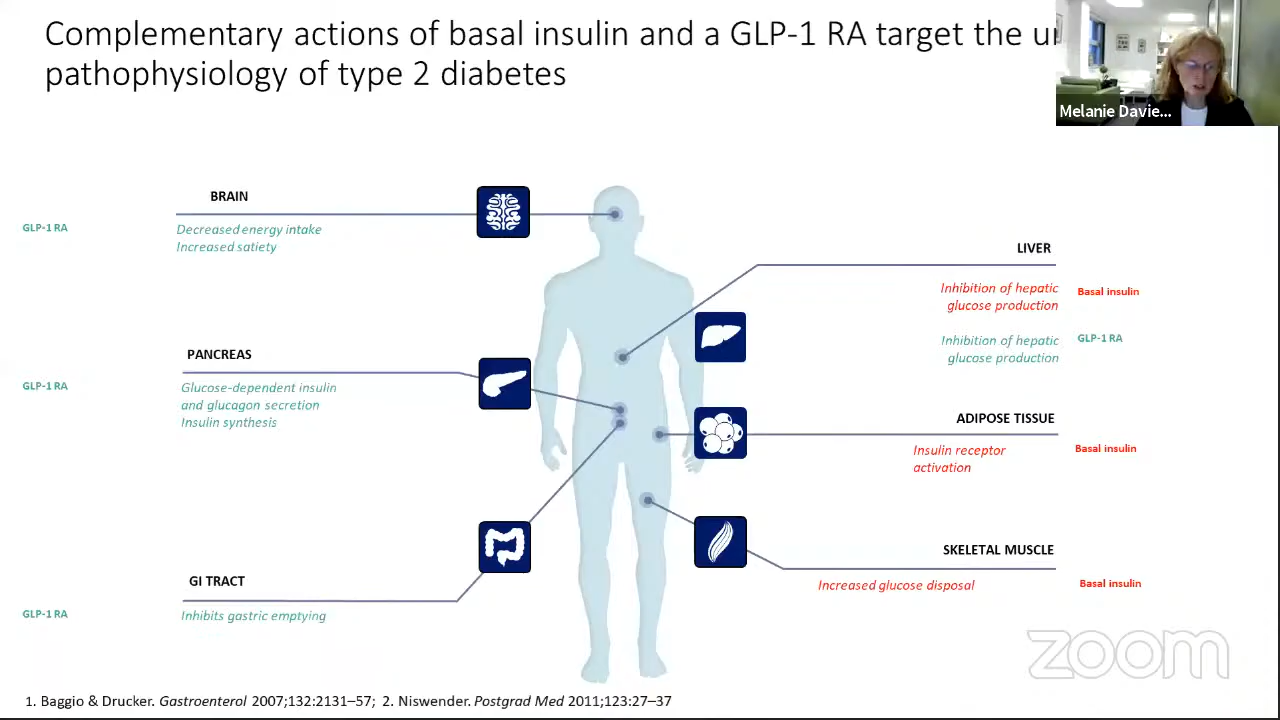 Complementary actions of basal insulin and a GLP-1 RA target the
pathophysiology of type 2 diabetes
Melanie Davie...
BRAIN
GLP-1 RA
Decreased energy intake
Increased satiety
LIVER
Inhibition of hepatic
glucose production
Basal insulin
Inhibition of hepatic
glucose production
GLP-1 RA
PANCREAS
GLP-1 RA
Glucose-dependent insulin
and glucagon secretion
Insulin synthesis
ADIPOSE TISSUE
Insulin receptor
activation
Basal insulin
SKELETAL MUSCLE
Increased glucose disposal
Basal insulin
GI TRACT
GLP-1 RA
Inhibits gastric emptying
zoom
1. Baggio & Drucker. Gastroenterol 2007;132:2131–57; 2. Niswender. Postgrad Med 2011;123:27–37